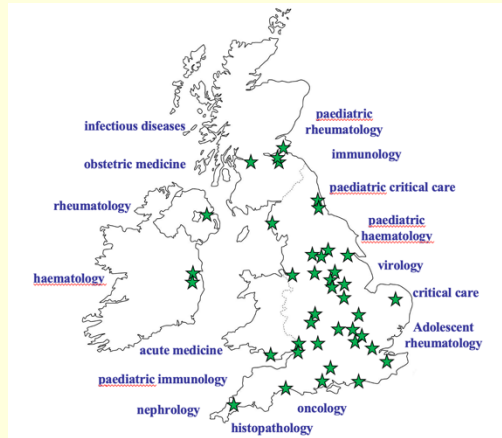 paediatric
rheumatology
infectious diseases
immunology
obstetric medicine
paediatric critical care
rheumatology
paediatric
haematology
virology
haematology
critical care
Adolescent
rheumatology
acute medicine
paediatric immunology
nephrology
oncology
histopathology